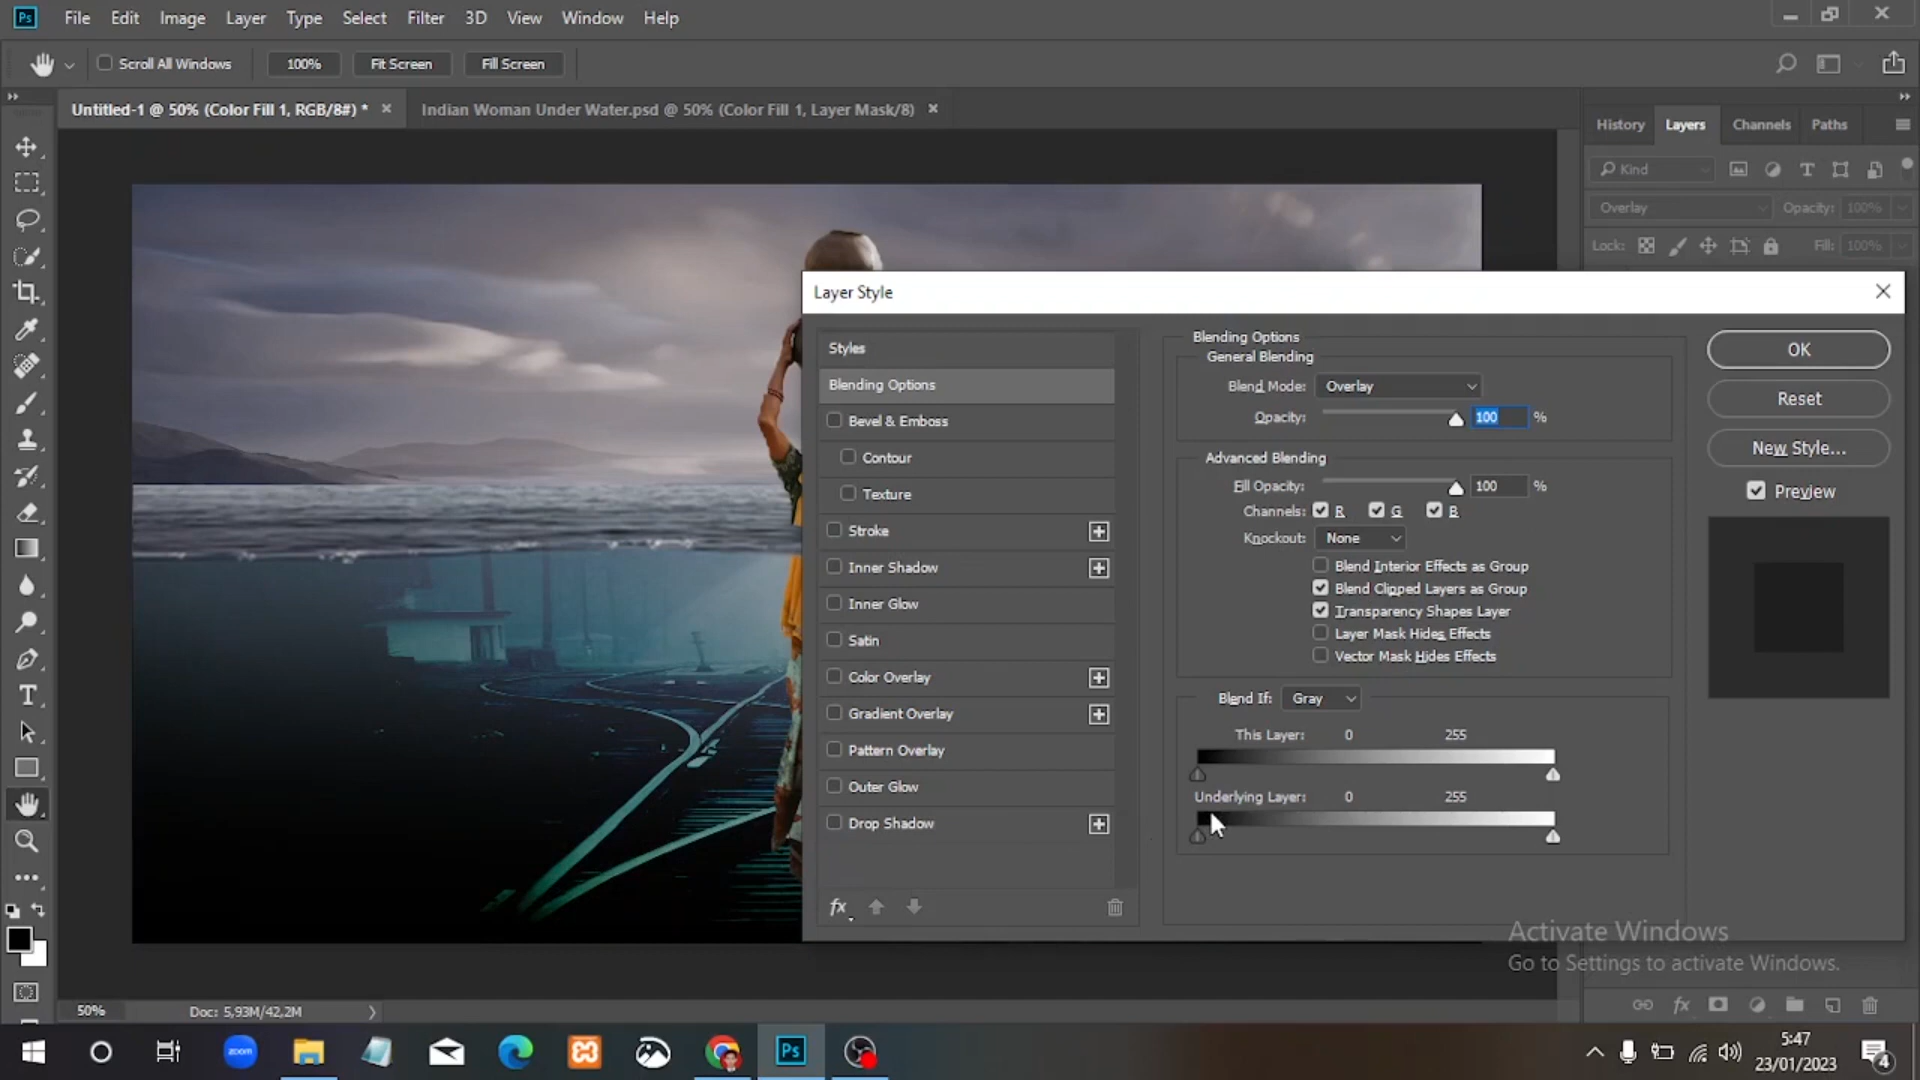 Ps File Edit Image Layer Type Select Filter 3D View Window Help
Scroll All Windows 100% Fit Screen Fill Screen
Untitled-1 @ 50% (Color Fill 1, RGB/8#) * Indian Woman Under Water.psd @ 50% (Color Fill 1, Layer Mask/8)
History Layers Channels Paths
Kind
Overlay Opacity: 100%
Lock: Fill: 100%
Layer Style
Styles
Blending Options
Bevel & Emboss
Contour
Texture
Stroke
Inner Shadow
Inner Glow
Satin
Color Overlay
Gradient Overlay
Pattern Overlay
Outer Glow
Drop Shadow
fx
Blending Options
General Blending
Blend Mode: Overlay
Opacity: 100 %
Advanced Blending
Fill Opacity: 100 %
Channels: R G B
Knockout: None
Blend Interior Effects as Group
Blend Clipped Layers as Group
Transparency Shapes Layer
Layer Mask Hides Effects
Vector Mask Hides Effects
Blend If: Gray
This Layer: 0 255
Underlying Layer: 0 255
OK
Reset
New Style...
Preview
Activate Windows
Go to Settings to activate Windows.
50% Doc: 5,93M/42,2M
fx
zoom
Ps
5:47
23/01/2023
4